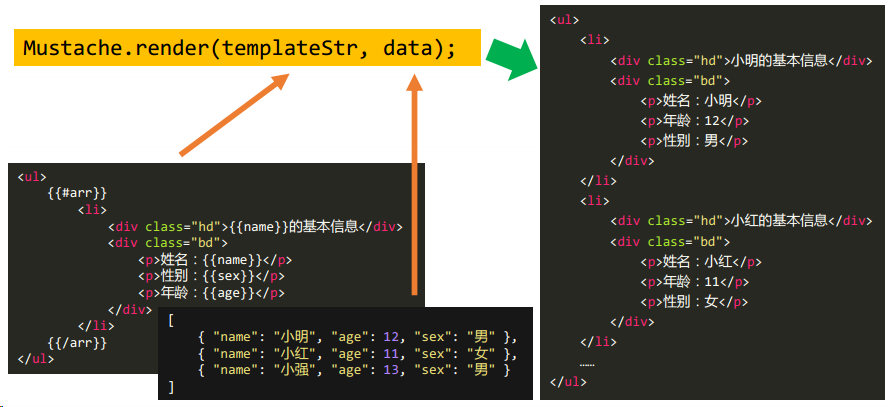 Mustache.render(templateStr, data);
<ul>
{{#arr}}
<li>
<div class="hd">{{name}}的基本信息</div>
<div class="bd">
<p>姓名：{{name}}</p>
<p>性别：{{sex}}</p>
<p>年龄：{{age}}</p>
</div>
</li>
{{/arr}}
</ul>
[
{ "name": "小明", "age": 12, "sex": "男" },
{ "name": "小红", "age": 11, "sex": "女" },
{ "name": "小强", "age": 13, "sex": "男" }
]
<ul>
<li>
<div class="hd">小明的基本信息</div>
<div class="bd">
<p>姓名：小明</p>
<p>年龄：12</p>
<p>性别：男</p>
</div>
</li>
<li>
<div class="hd">小红的基本信息</div>
<div class="bd">
<p>姓名：小红</p>
<p>年龄：11</p>
<p>性别：女</p>
</div>
</li>
……
</ul>